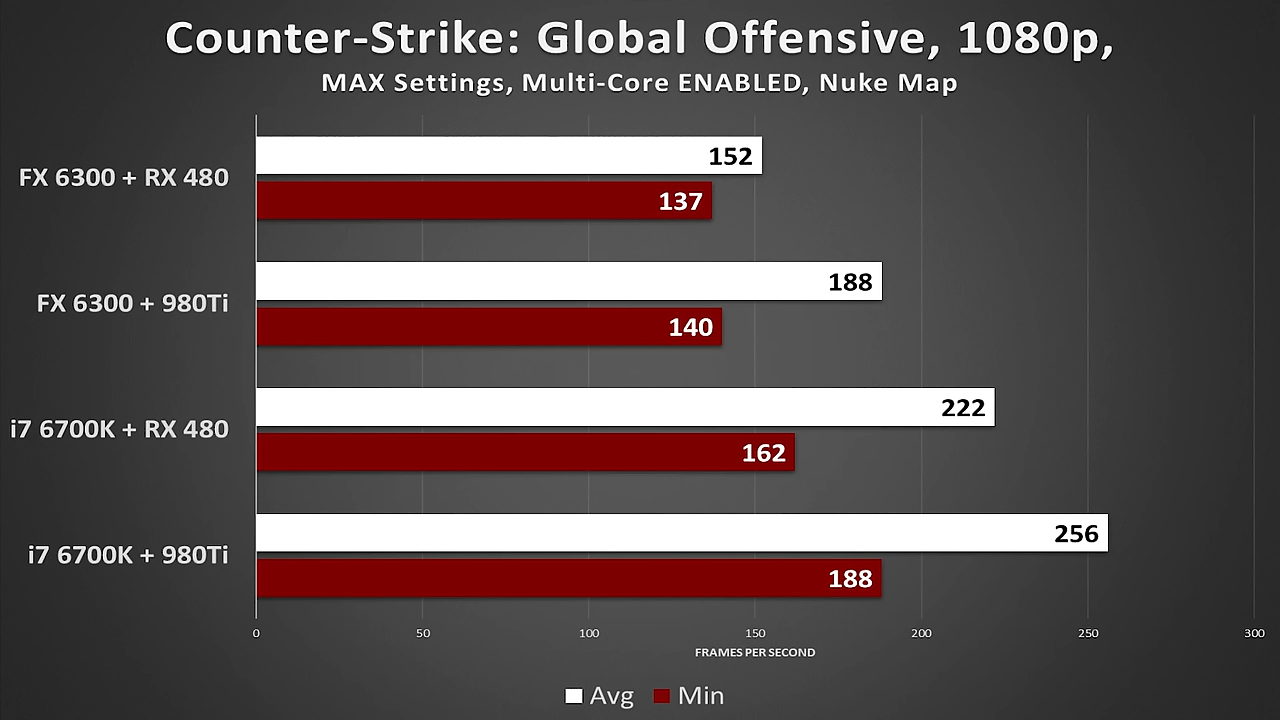 Counter-Strike: Global Offensive, 1080p,
MAX Settings, Multi-Core ENABLED, Nuke Map
FX 6300 + RX 480
152
137
FX 6300 + 980Ti
188
140
i7 6700K + RX 480
222
162
i7 6700K + 980Ti
256
188
0 50 100 150 200 250 300
FRAMES PER SECOND
Avg Min